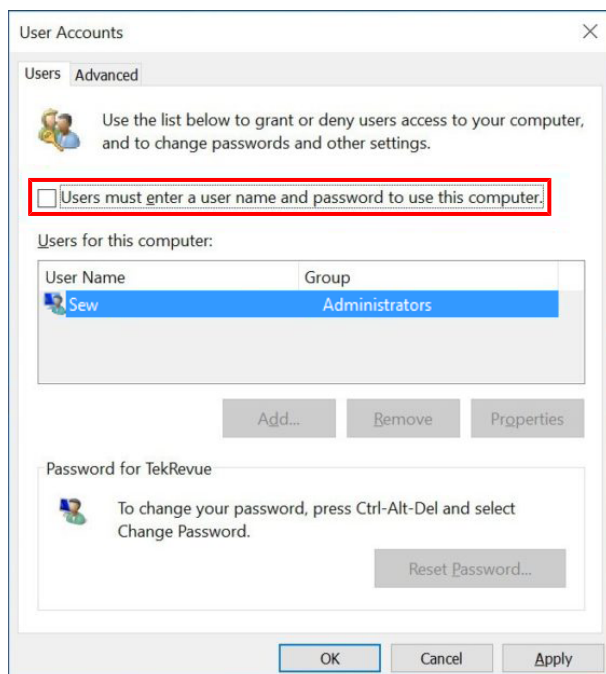 User Accounts
Users Advanced
Use the list below to grant or deny users access to your computer,
and to change passwords and other settings.
Users must enter a user name and password to use this computer.
Users for this computer:
User Name Group
Sew Administrators
Add... Remove Properties
Password for TekRevue
To change your password, press Ctrl-Alt-Del and select
Change Password.
Reset Password...
OK Cancel Apply